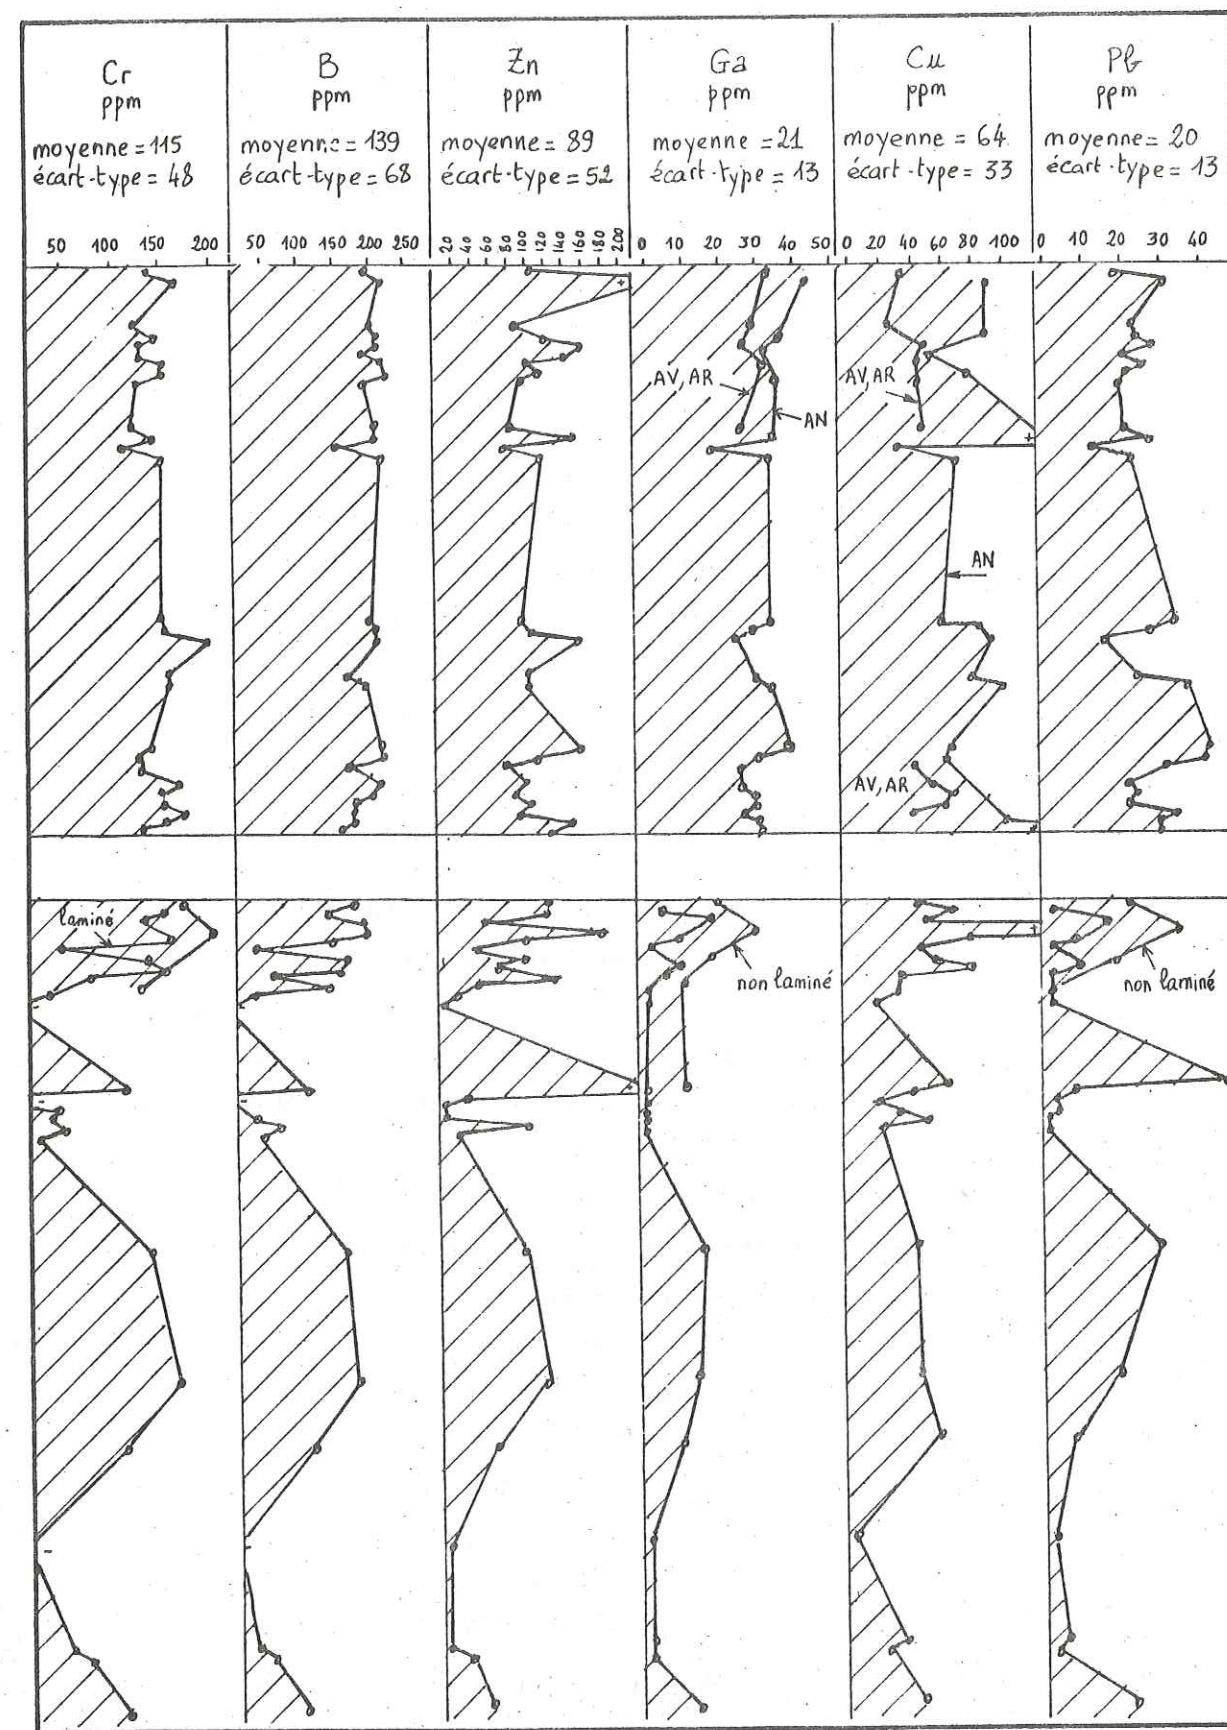 Cr
ppm
moyenne = 115
écart-type = 48
B
ppm
moyenne = 139
écart-type = 68
Zn
ppm
moyenne = 89
écart-type = 52
Ga
ppm
moyenne = 21
écart-type = 13
Cu
ppm
moyenne = 64
écart-type = 33
Pb
ppm
moyenne = 20
écart-type = 13
50 100 150 200
50 100 150 200 250
20 40 60 80 100 120 140 160 180 200
0 10 20 30 40 50
0 20 40 60 80 100
0 10 20 30 40
+
AV, AR
AN
AV, AR
+
AN
AV, AR
+
laminé
+
non laminé
non laminé
+